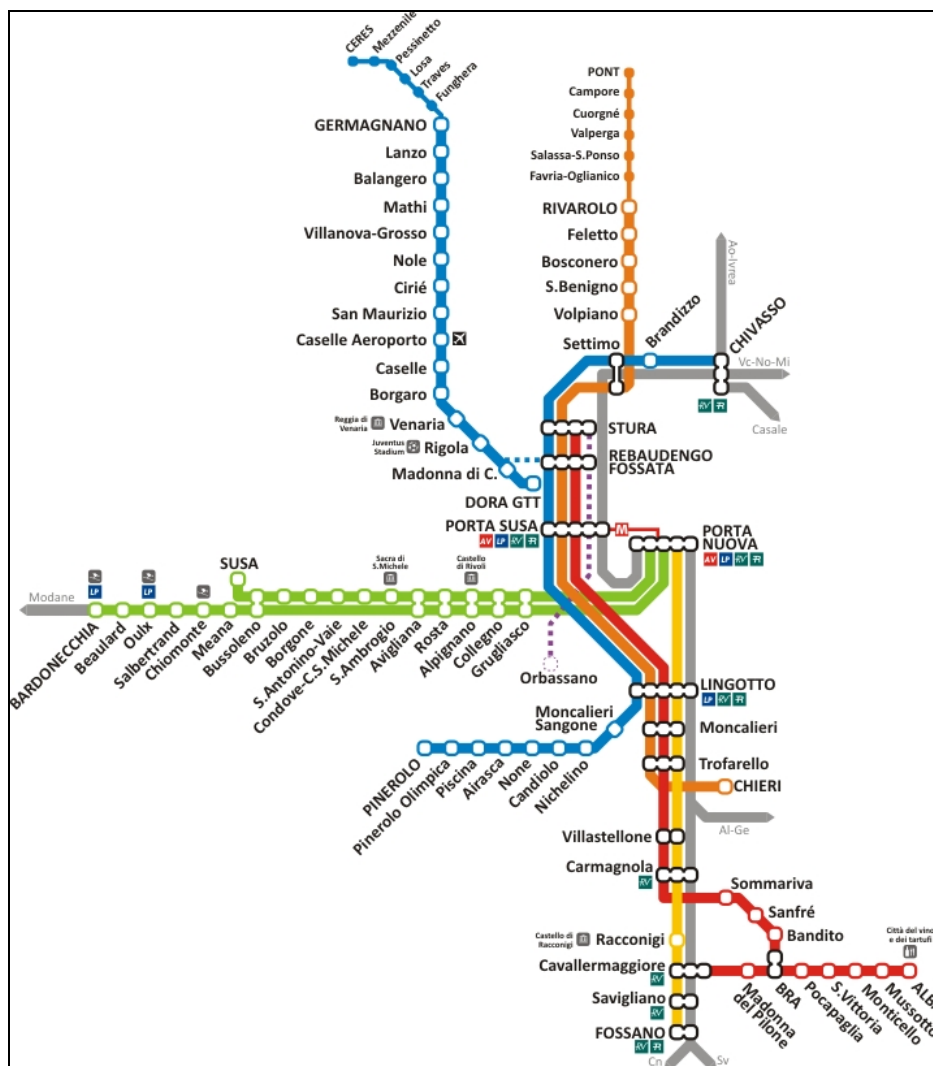 CERES
Mezzenile
Pessinetto
Losa
Traves
Funghera
GERMAGNANO
Lanzo
Balangero
Mathi
Villanova-Grosso
Nole
Cirié
San Maurizio
Caselle Aeroporto
Caselle
Borgaro
Reggia di
Venaria
Venaria
Juventus
Stadium
Rigola
Madonna di C.
DORA GTT
PONT
Campore
Cuorgné
Valperga
Salassa-S.Ponso
Favria-Oglianico
RIVAROLO
Feletto
Bosconero
S.Benigno
Volpiano
Settimo
Brandizzo
CHIVASSO
Ao-Ivrea
Vc-No-Mi
Casale
RV R
STURA
REBAUDENGO
FOSSATA
PORTA SUSA
AV LP RV R
M
PORTA
NUOVA
AV LP RV R
SUSA
Sacra di
S.Michele
Castello
di Rivoli
LP
LP
Modane
BARDONECCHIA
Beaulard
Oulx
Salbertrand
Chiomonte
Meana
Bussoleno
Bruzolo
Borgone
S.Antonino-Vaie
Condove-C.S.Michele
S.Ambrogio
Avigliana
Rosta
Alpignano
Collegno
Grugliasco
Orbassano
LINGOTTO
LP RV R
Moncalieri
Sangone
Moncalieri
Trofarello
CHIERI
Al-Ge
PINEROLO
Pinerolo Olimpica
Piscina
Airasca
None
Candiolo
Nichelino
Villastellone
Carmagnola
RV
Sommariva
Sanfré
Bandito
Castello di
Racconigi
Racconigi
Città del vino
e dei tartufi
Cavallermaggiore
RV
Madonna
del Pilone
BRA
Pocapaglia
S.Vittoria
Monticello
Mussotto
ALB
Savigliano
RV
FOSSANO
RV R
Cn
Sv